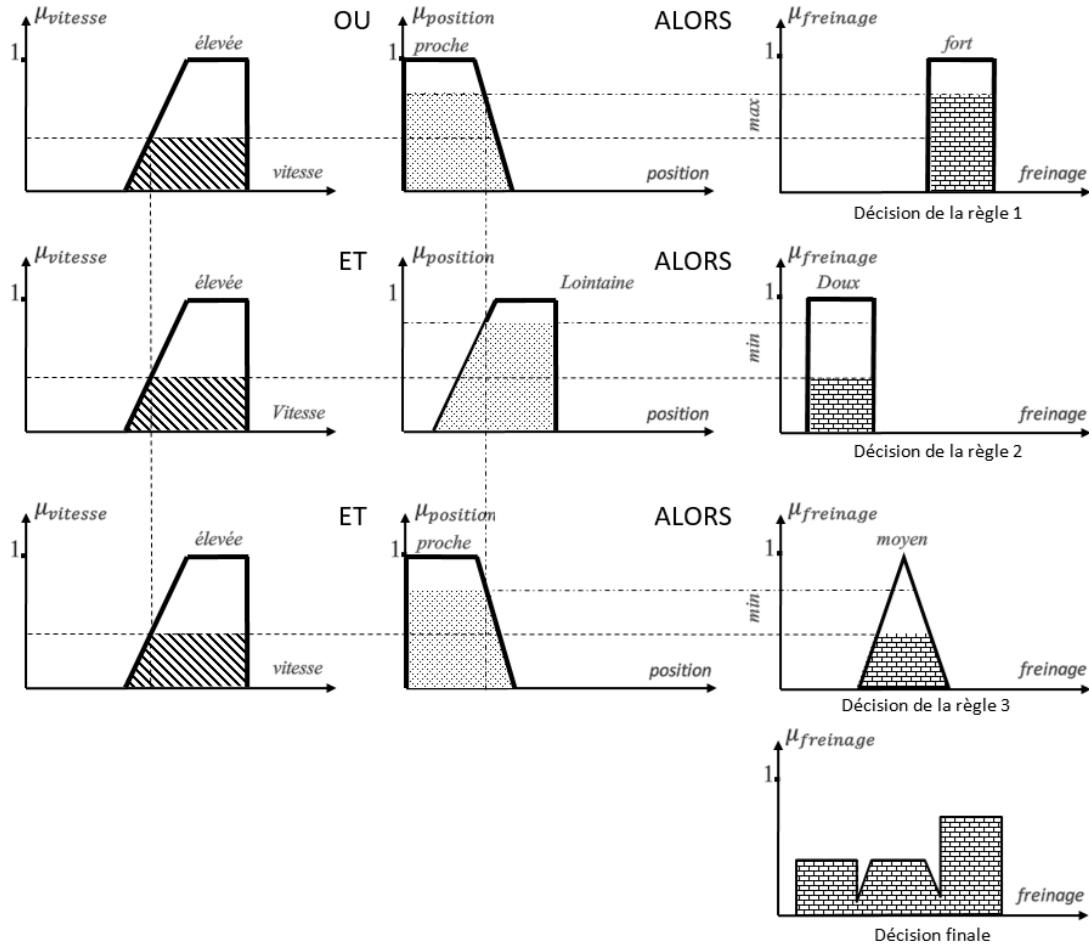 μvitesse OU μposition ALORS μfreinage
élevée proche fort
1 1 1
max
vitesse position freinage
Décision de la règle 1
μvitesse ET μposition ALORS μfreinage
élevée Lointaine Doux
1 1 1
min
Vitesse position freinage
Décision de la règle 2
μvitesse ET μposition ALORS μfreinage
élevée proche moyen
1 1 1
min
vitesse position freinage
Décision de la règle 3
μfreinage
1
freinage
Décision finale